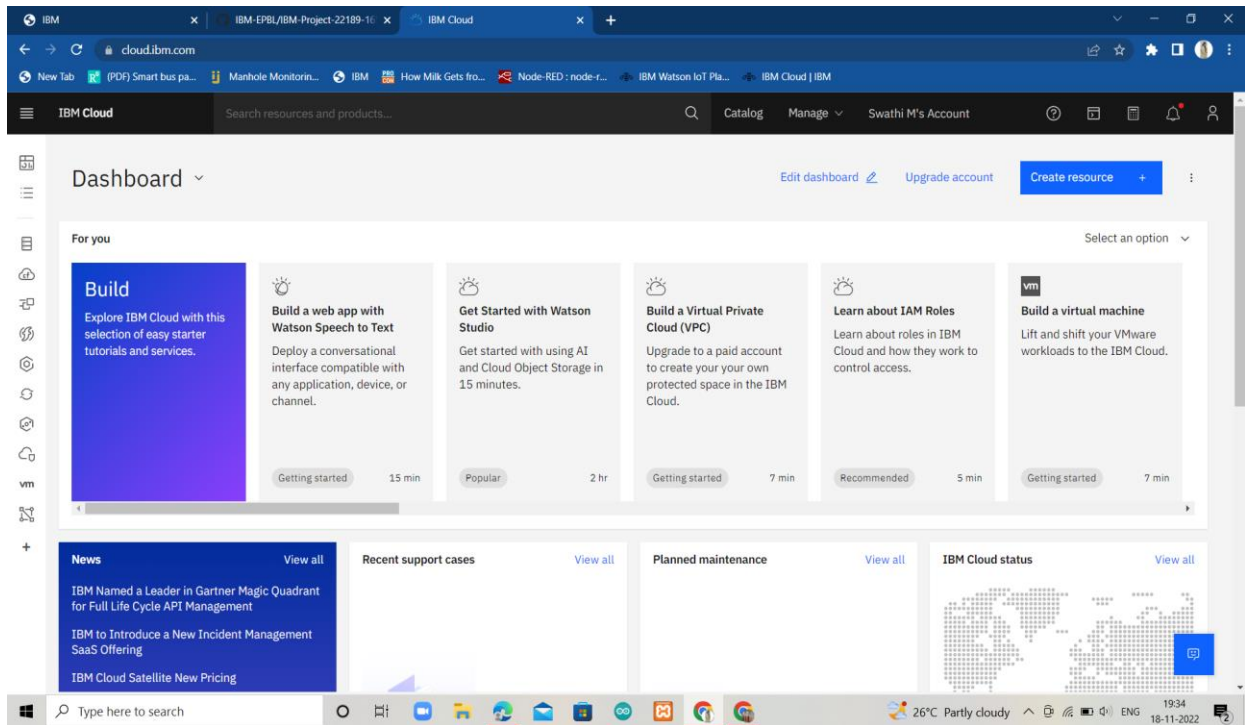 IBM
IBM-EPBL/IBM-Project-22189-16
IBM Cloud
cloud.ibm.com
New Tab
(PDF) Smart bus pa...
Manhole Monitorin...
IBM
How Milk Gets fro...
Node-RED : node-r...
IBM Watson IoT Pla...
IBM Cloud | IBM
IBM Cloud
Search resources and products...
Catalog
Manage
Swathi M's Account
Dashboard
Edit dashboard
Upgrade account
Create resource +
For you
Select an option
Build
Explore IBM Cloud with this
selection of easy starter
tutorials and services.
Build a web app with
Watson Speech to Text
Deploy a conversational
interface compatible with
any application, device, or
channel.
Getting started
15 min
Get Started with Watson
Studio
Get started with using AI
and Cloud Object Storage in
15 minutes.
Popular
2 hr
Build a Virtual Private
Cloud (VPC)
Upgrade to a paid account
to create your your own
protected space in the IBM
Cloud.
Getting started
7 min
Learn about IAM Roles
Learn about roles in IBM
Cloud and how they work to
control access.
Recommended
5 min
vm
Build a virtual machine
Lift and shift your VMware
workloads to the IBM Cloud.
Getting started
7 min
vm
News
View all
IBM Named a Leader in Gartner Magic Quadrant
for Full Life Cycle API Management
IBM to Introduce a New Incident Management
SaaS Offering
IBM Cloud Satellite New Pricing
Recent support cases
View all
Planned maintenance
View all
IBM Cloud status
View all
Type here to search
26°C Partly cloudy
ENG
19:34
18-11-2022
2